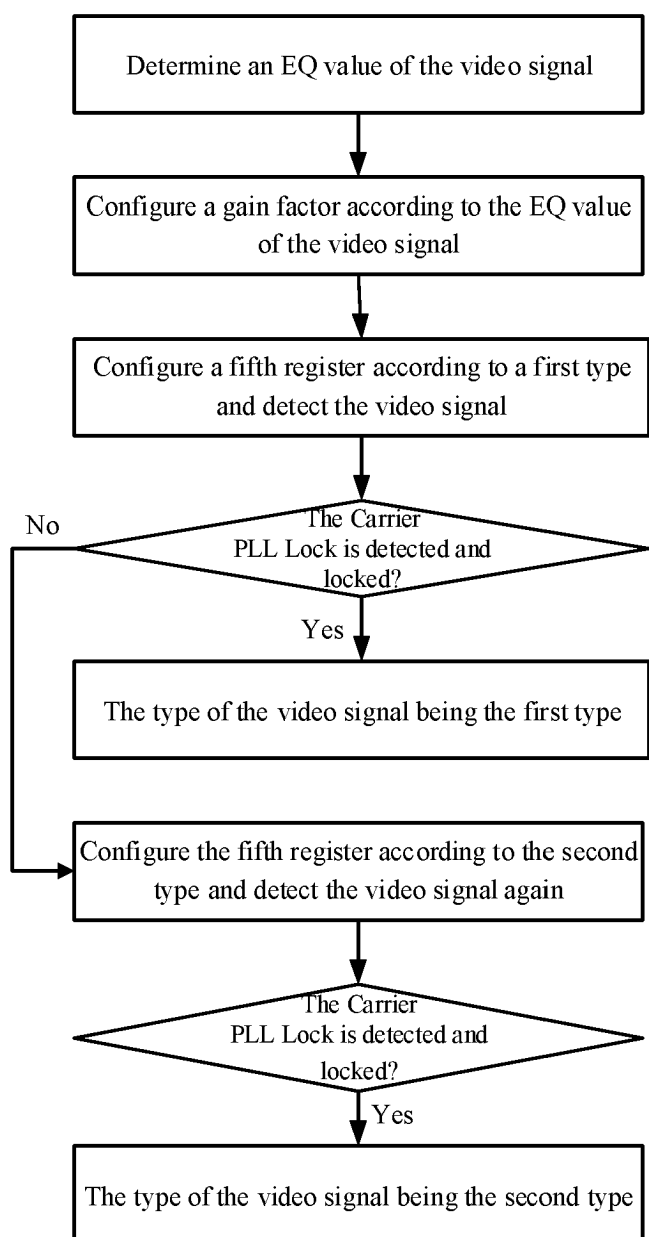 Determine an EQ value of the video signal
Configure a gain factor according to the EQ value
of the video signal
Configure a fifth register according to a first type
and detect the video signal
No
The Carrier
PLL Lock is detected and
locked?
Yes
The type of the video signal being the first type
Configure the fifth register according to the second
type and detect the video signal again
The Carrier
PLL Lock is detected and
locked?
Yes
The type of the video signal being the second type